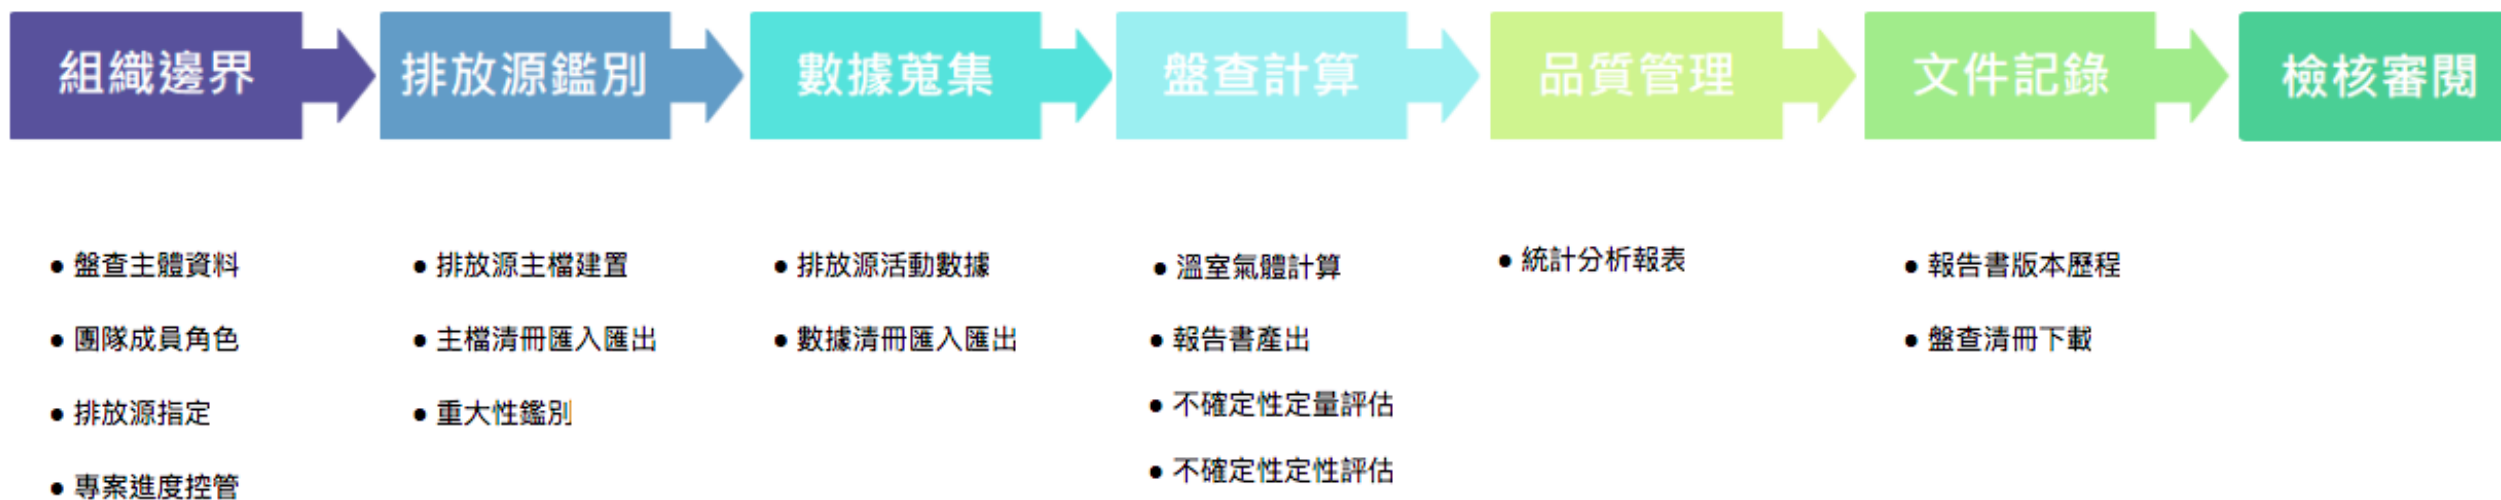 組織邊界
排放源鑑別
數據蒐集
盤查計算
品質管理
文件記錄
檢核審閱
● 盤查主體資料
● 團隊成員角色
● 排放源指定
● 專案進度控管
● 排放源主檔建置
● 主檔清冊匯入匯出
● 重大性鑑別
● 排放源活動數據
● 數據清冊匯入匯出
● 溫室氣體計算
● 報告書產出
● 不確定性定量評估
● 不確定性定性評估
● 統計分析報表
● 報告書版本歷程
● 盤查清冊下載